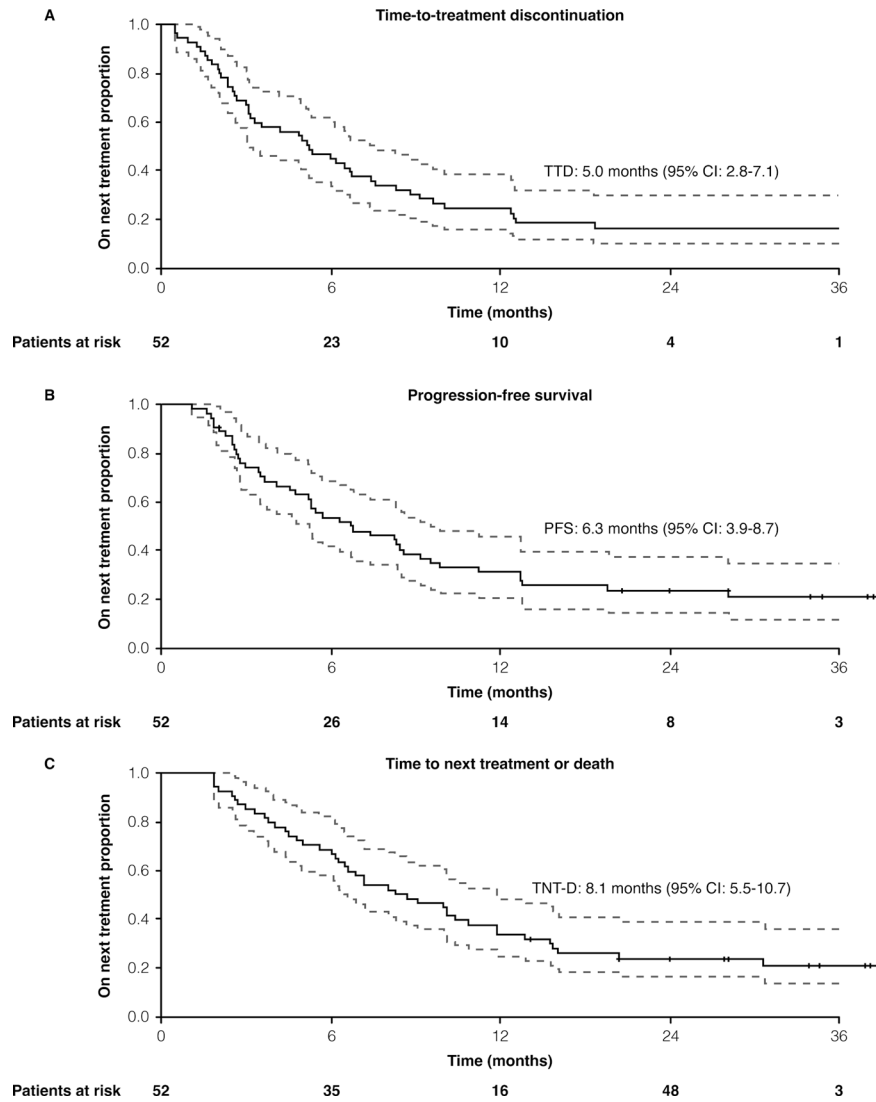 A
Time-to-treatment discontinuation
On next tretment proportion
1.0
0.8
0.6
0.4
0.2
0.0
TTD: 5.0 months (95% CI: 2.8-7.1)
0 6 12 24 36
Time (months)
Patients at risk 52 23 10 4 1
B
Progression-free survival
On next tretment proportion
1.0
0.8
0.6
0.4
0.2
0.0
PFS: 6.3 months (95% CI: 3.9-8.7)
0 6 12 24 36
Time (months)
Patients at risk 52 26 14 8 3
C
Time to next treatment or death
On next tretment proportion
1.0
0.8
0.6
0.4
0.2
0.0
TNT-D: 8.1 months (95% CI: 5.5-10.7)
0 6 12 24 36
Time (months)
Patients at risk 52 35 16 48 3